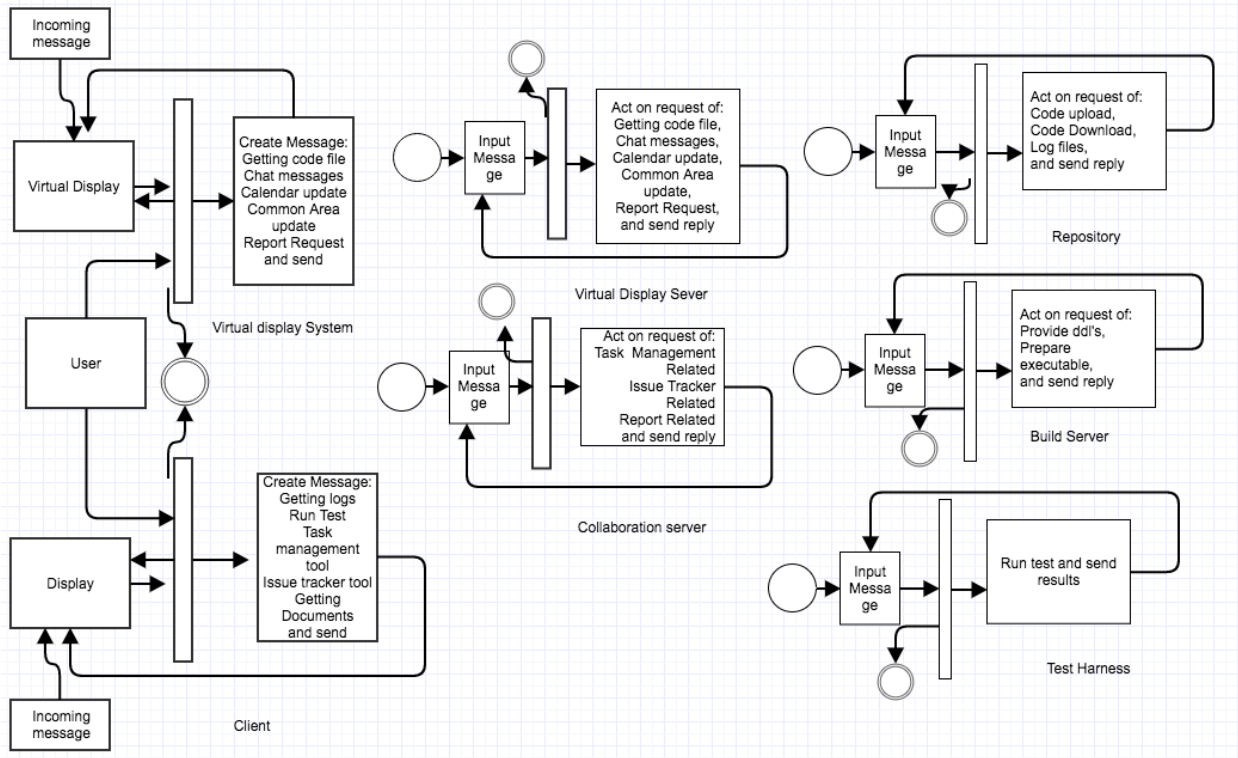 Incoming
message
Virtual Display
Create Message:
Getting code file
Chat messages
Calendar update
Common Area
update
Report Request
and send
Virtual display System
User
Display
Create Message:
Getting logs
Run Test
Task
management
tool
Issue tracker tool
Getting
Documents
and send
Incoming
message
Client
Input
Messa
ge
Act on request of:
Getting code file,
Chat messages,
Calendar update,
Common Area
update,
Report Request,
and send reply
Virtual Display Sever
Input
Messa
ge
Act on request of:
Task Management
Related
Issue Tracker
Related
Report Related
and send reply
Collaboration server
Input
Messa
ge
Act on request of:
Code upload,
Code Download,
Log files,
and send reply
Repository
Input
Messa
ge
Act on request of:
Provide ddl's,
Prepare
executable,
and send reply
Build Server
Input
Messa
ge
Run test and send
results
Test Harness